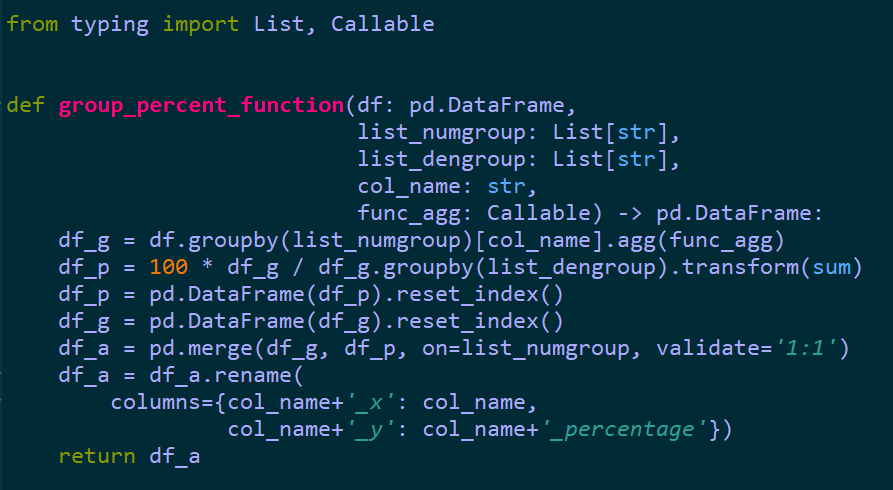 from typing import List, Callable
def group_percent_function(df: pd.DataFrame,
                           list_numgroup: List[str],
                           list_dengroup: List[str],
                           col_name: str,
                           func_agg: Callable) -> pd.DataFrame:
    df_g = df.groupby(list_numgroup)[col_name].agg(func_agg)
    df_p = 100 * df_g / df_g.groupby(list_dengroup).transform(sum)
    df_p = pd.DataFrame(df_p).reset_index()
    df_g = pd.DataFrame(df_g).reset_index()
    df_a = pd.merge(df_g, df_p, on=list_numgroup, validate='1:1')
    df_a = df_a.rename(
        columns={col_name+'_x': col_name,
                 col_name+'_y': col_name+'_percentage'})
    return df_a